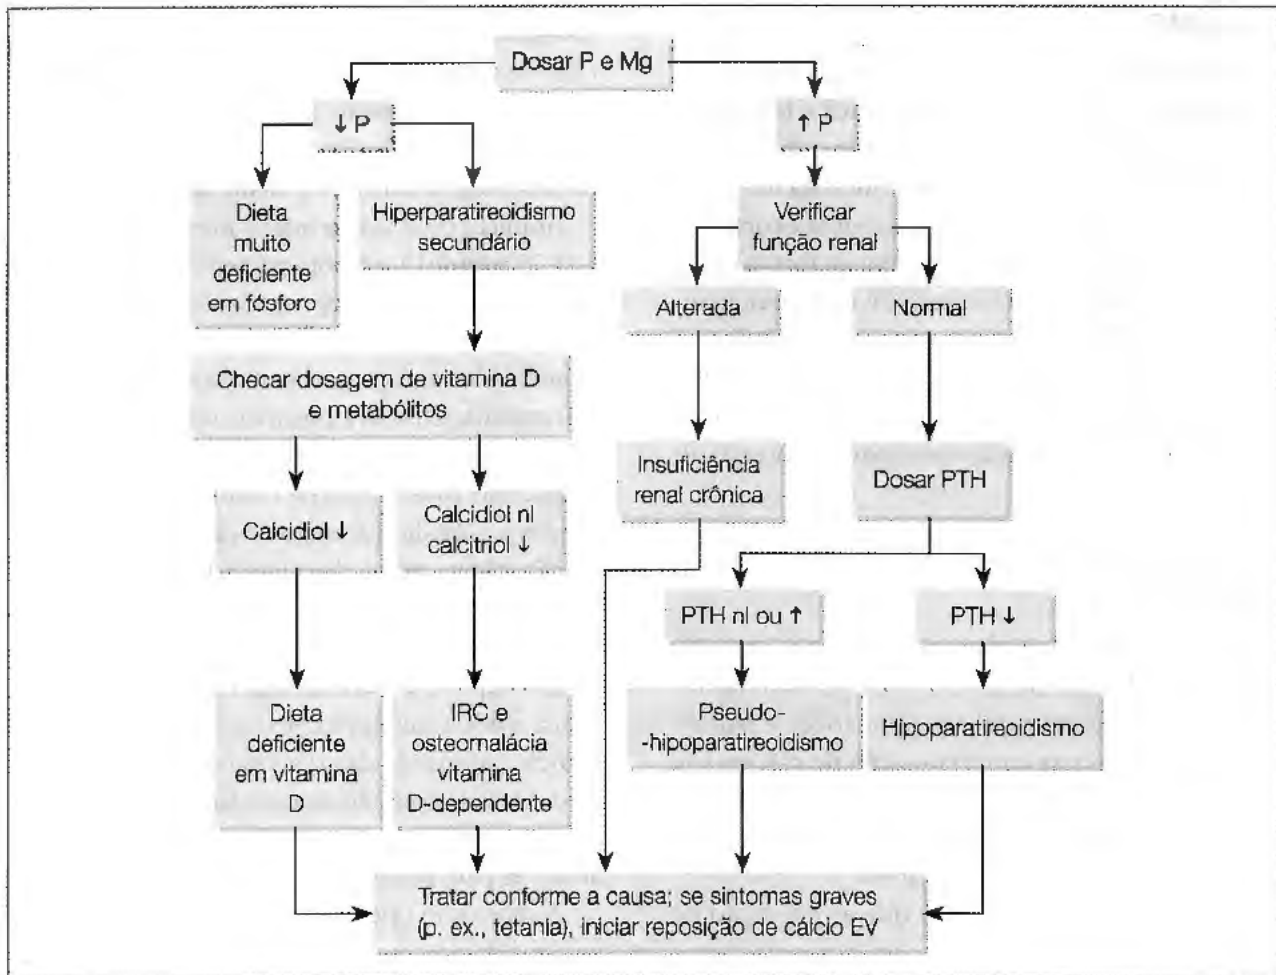 Dosar P e Mg
↓ P
↑ P
Dieta
muito
deficiente
em fósforo
Hiperparatireoidismo
secundário
Verificar
função renal
Alterada
Normal
Checar dosagem de vitamina D
e metabólitos
Insuficiência
renal crônica
Dosar PTH
Calcidiol ↓
Calcidiol nl
calcitriol ↓
PTH nl ou ↑
PTH ↓
Dieta
deficiente
em vitamina
D
IRC e
osteomalácia
vitamina
D-dependente
Pseudo-
-hipoparatireoidismo
Hipoparatireoidismo
Tratar conforme a causa; se sintomas graves
(p. ex., tetania), iniciar reposição de cálcio EV